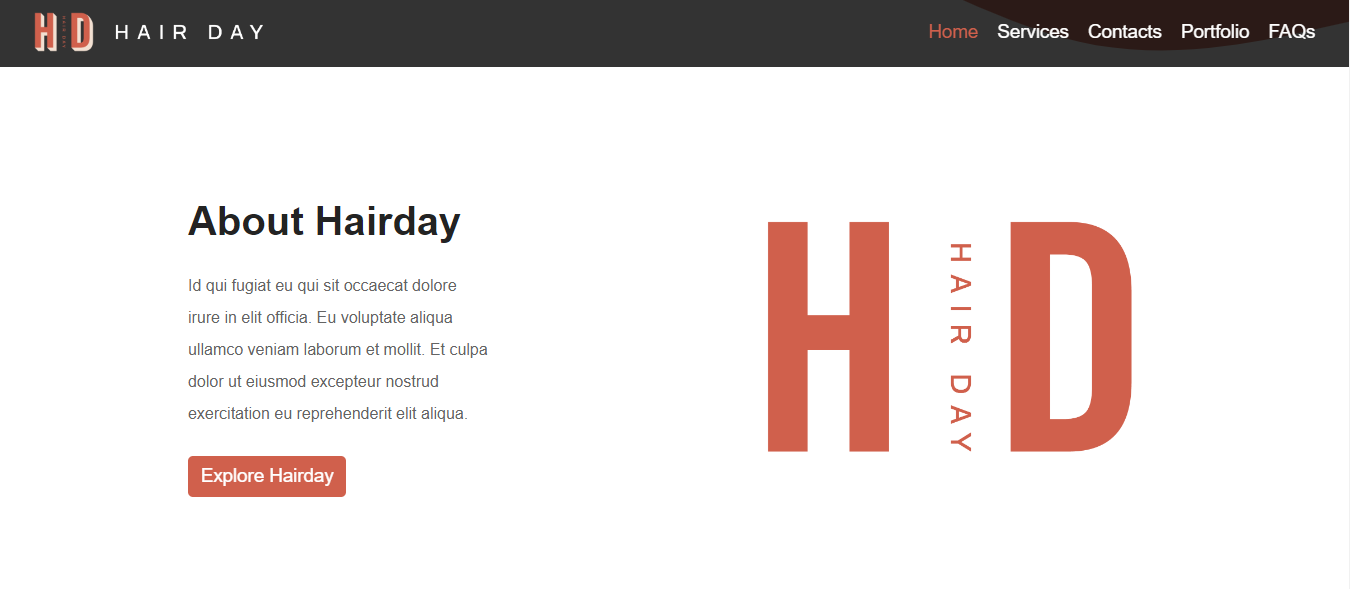 HD HAIR DAY
Home Services Contacts Portfolio FAQs
About Hairday
Id qui fugiat eu qui sit occaecat dolore
irure in elit officia. Eu voluptate aliqua
ullamco veniam laborum et mollit. Et culpa
dolor ut eiusmod excepteur nostrud
exercitation eu reprehenderit elit aliqua.
Explore Hairday
H HAIR DAY D